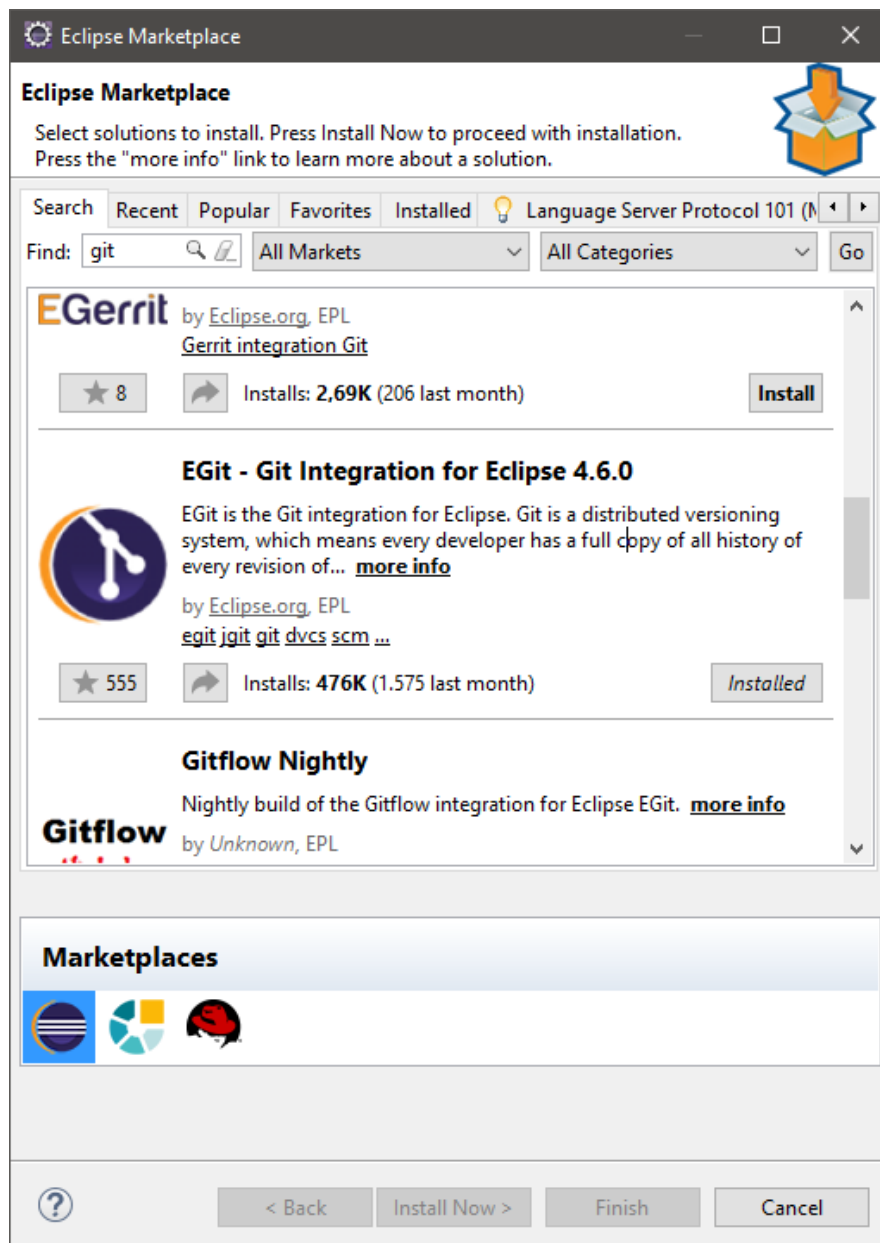 Eclipse Marketplace
Eclipse Marketplace
Select solutions to install. Press Install Now to proceed with installation.
Press the "more info" link to learn more about a solution.
Search Recent Popular Favorites Installed Language Server Protocol 101 (
Find: git All Markets All Categories Go
EGerrit
by Eclipse.org, EPL
Gerrit integration Git
8 Installs: 2,69K (206 last month) Install
EGit - Git Integration for Eclipse 4.6.0
EGit is the Git integration for Eclipse. Git is a distributed versioning
system, which means every developer has a full copy of all history of
every revision of... more info
by Eclipse.org, EPL
egit jgit git dvcs scm ...
555 Installs: 476K (1.575 last month) Installed
Gitflow Nightly
Nightly build of the Gitflow integration for Eclipse EGit. more info
Gitflow
by Unknown, EPL
Marketplaces
? < Back Install Now > Finish Cancel